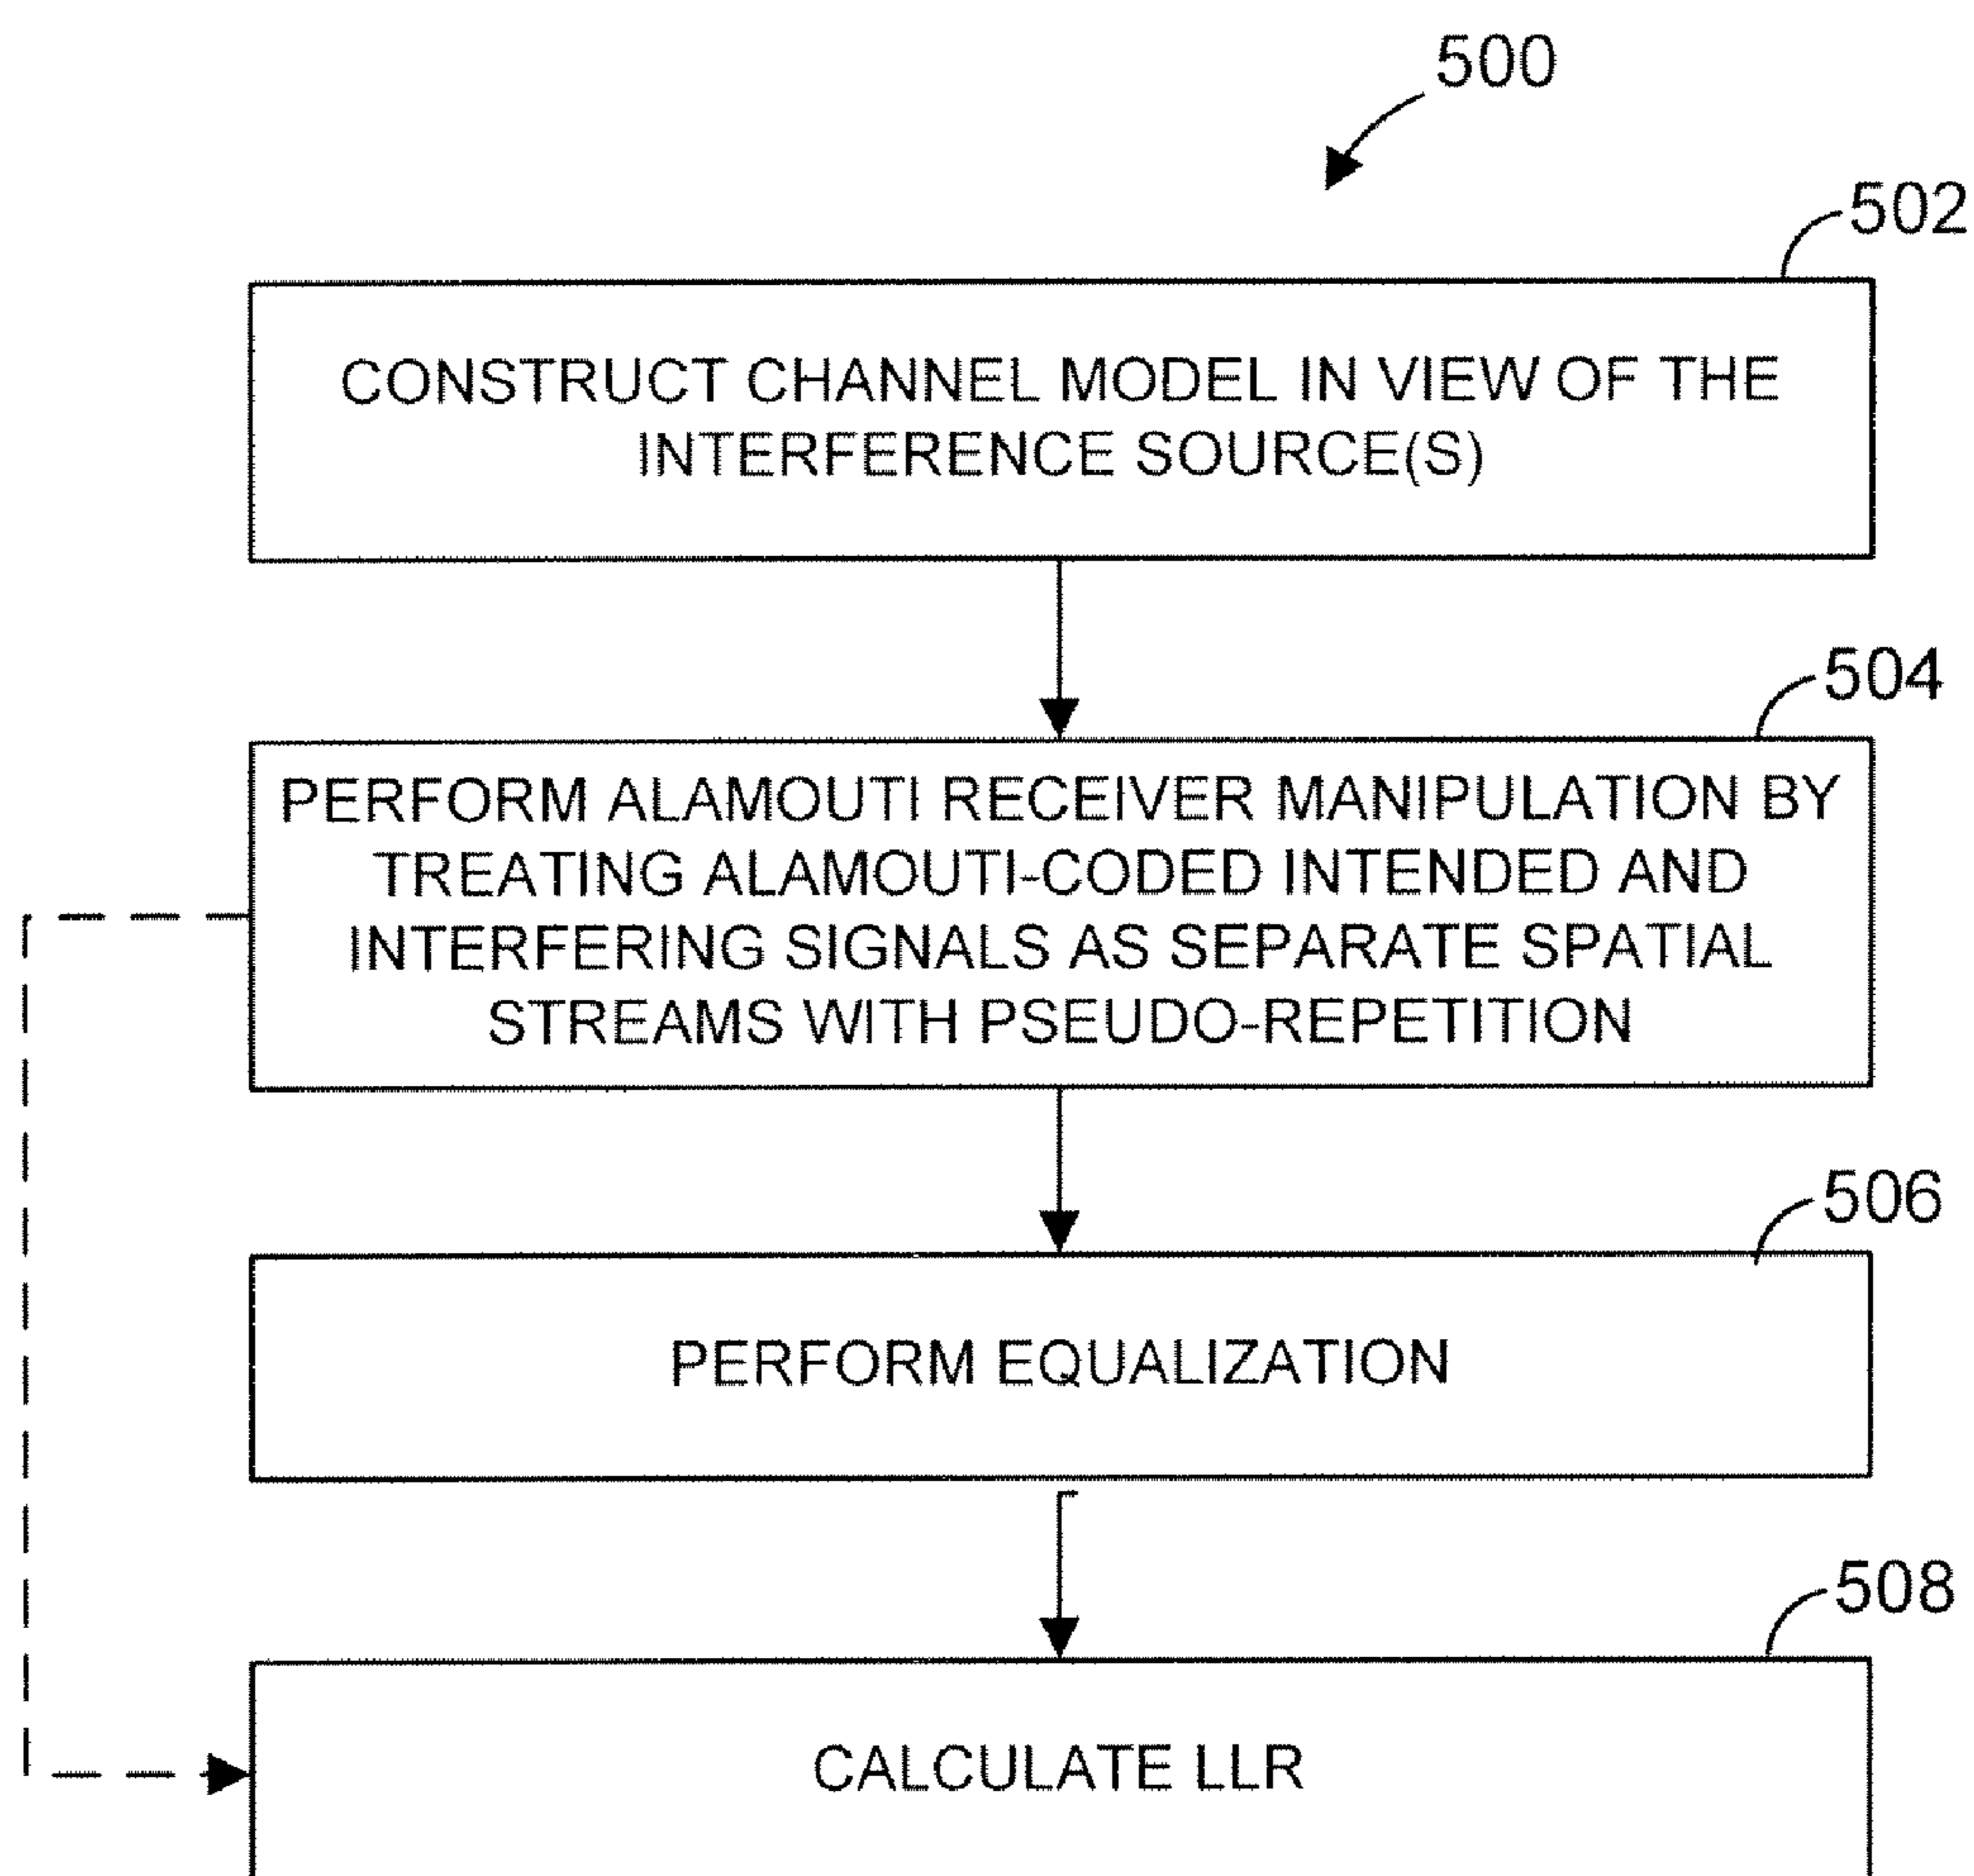 500
502
CONSTRUCT CHANNEL MODEL IN VIEW OF THE
INTERFERENCE SOURCE(S)
504
PERFORM ALAMOUTI RECEIVER MANIPULATION BY
TREATING ALAMOUTI-CODED INTENDED AND
INTERFERING SIGNALS AS SEPARATE SPATIAL
STREAMS WITH PSEUDO-REPETITION
506
PERFORM EQUALIZATION
508
CALCULATE LLR